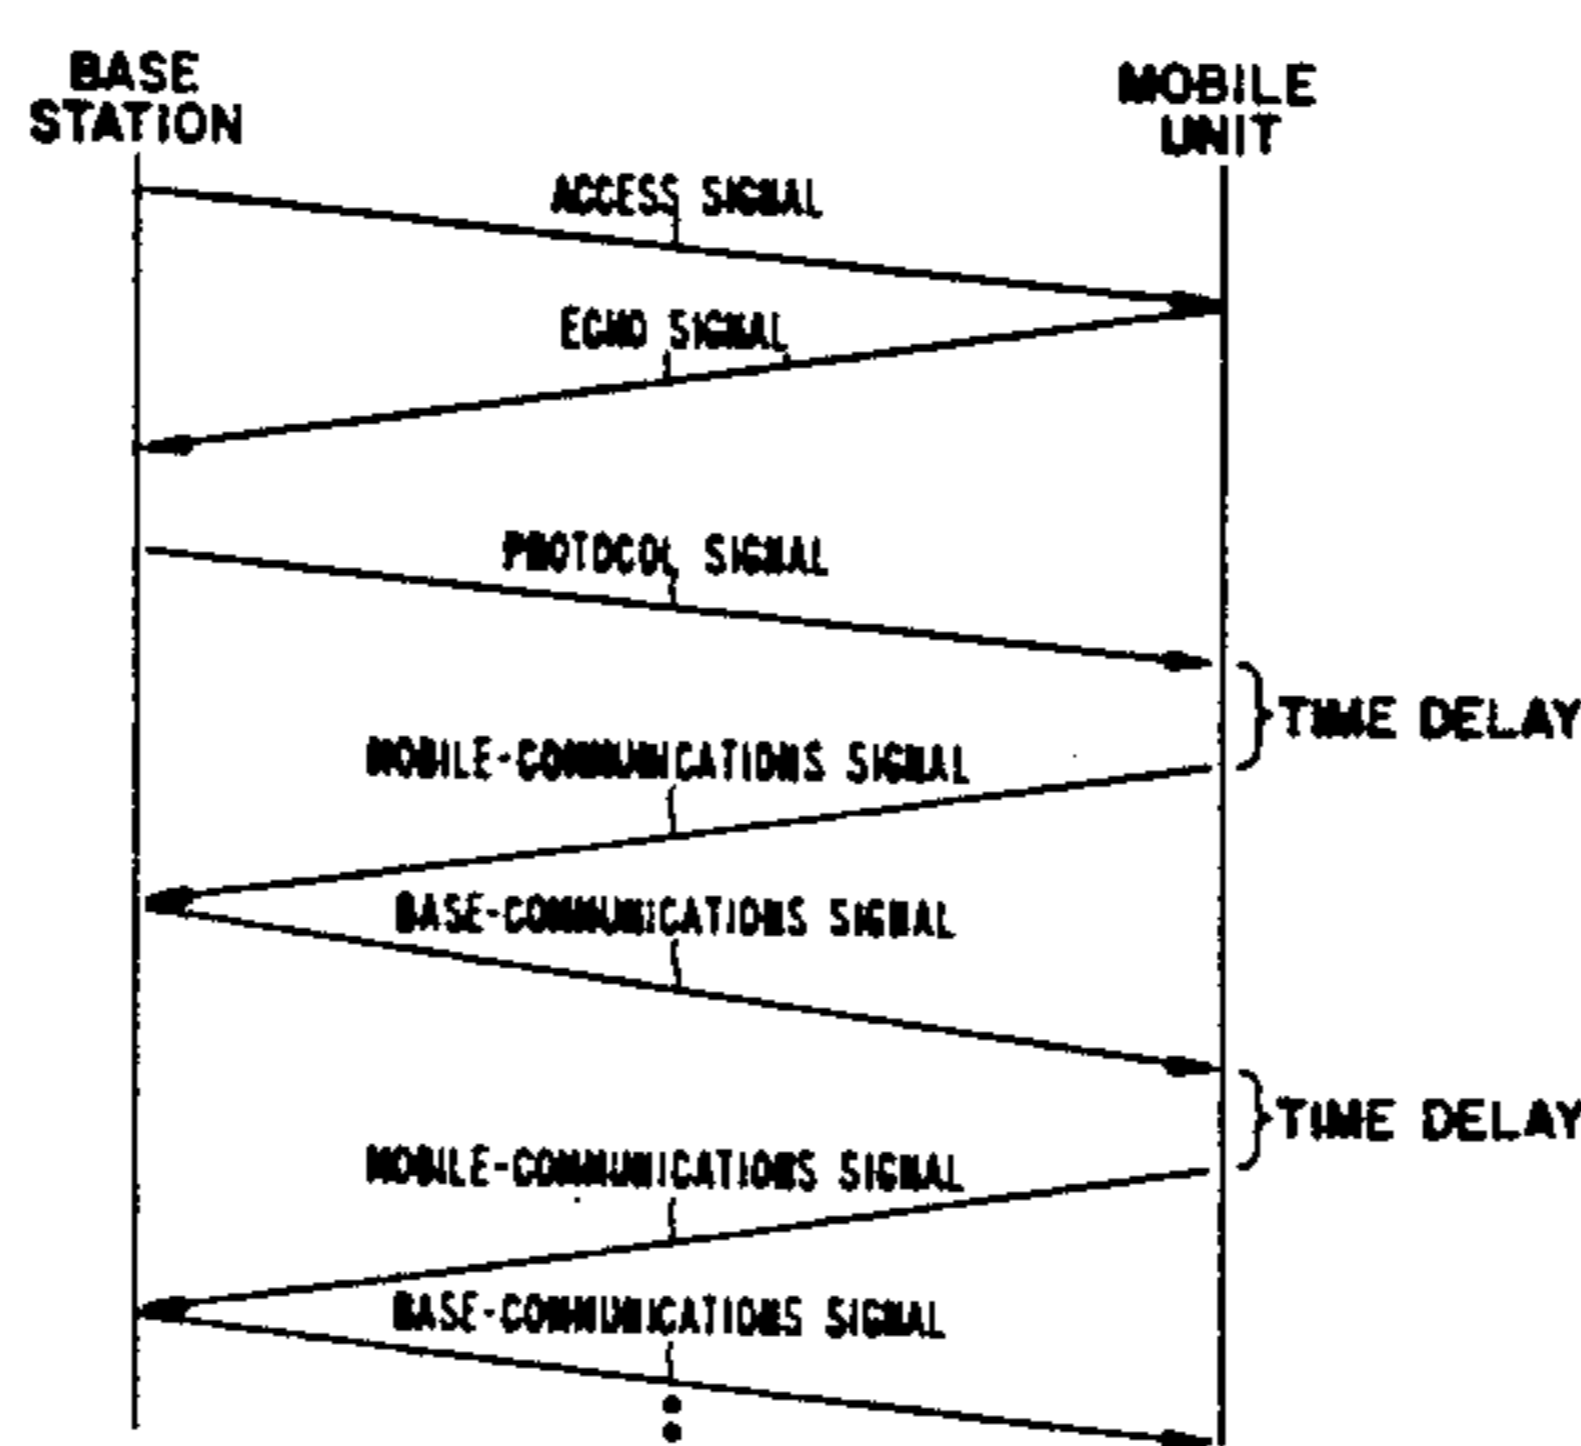 BASE
STATION
MOBILE
UNIT
ACCESS SIGNAL
ECHO SIGNAL
PROTOCOL SIGNAL
TIME DELAY
MOBILE-COMMUNICATIONS SIGNAL
BASE-COMMUNICATIONS SIGNAL
TIME DELAY
MOBILE-COMMUNICATIONS SIGNAL
BASE-COMMUNICATIONS SIGNAL